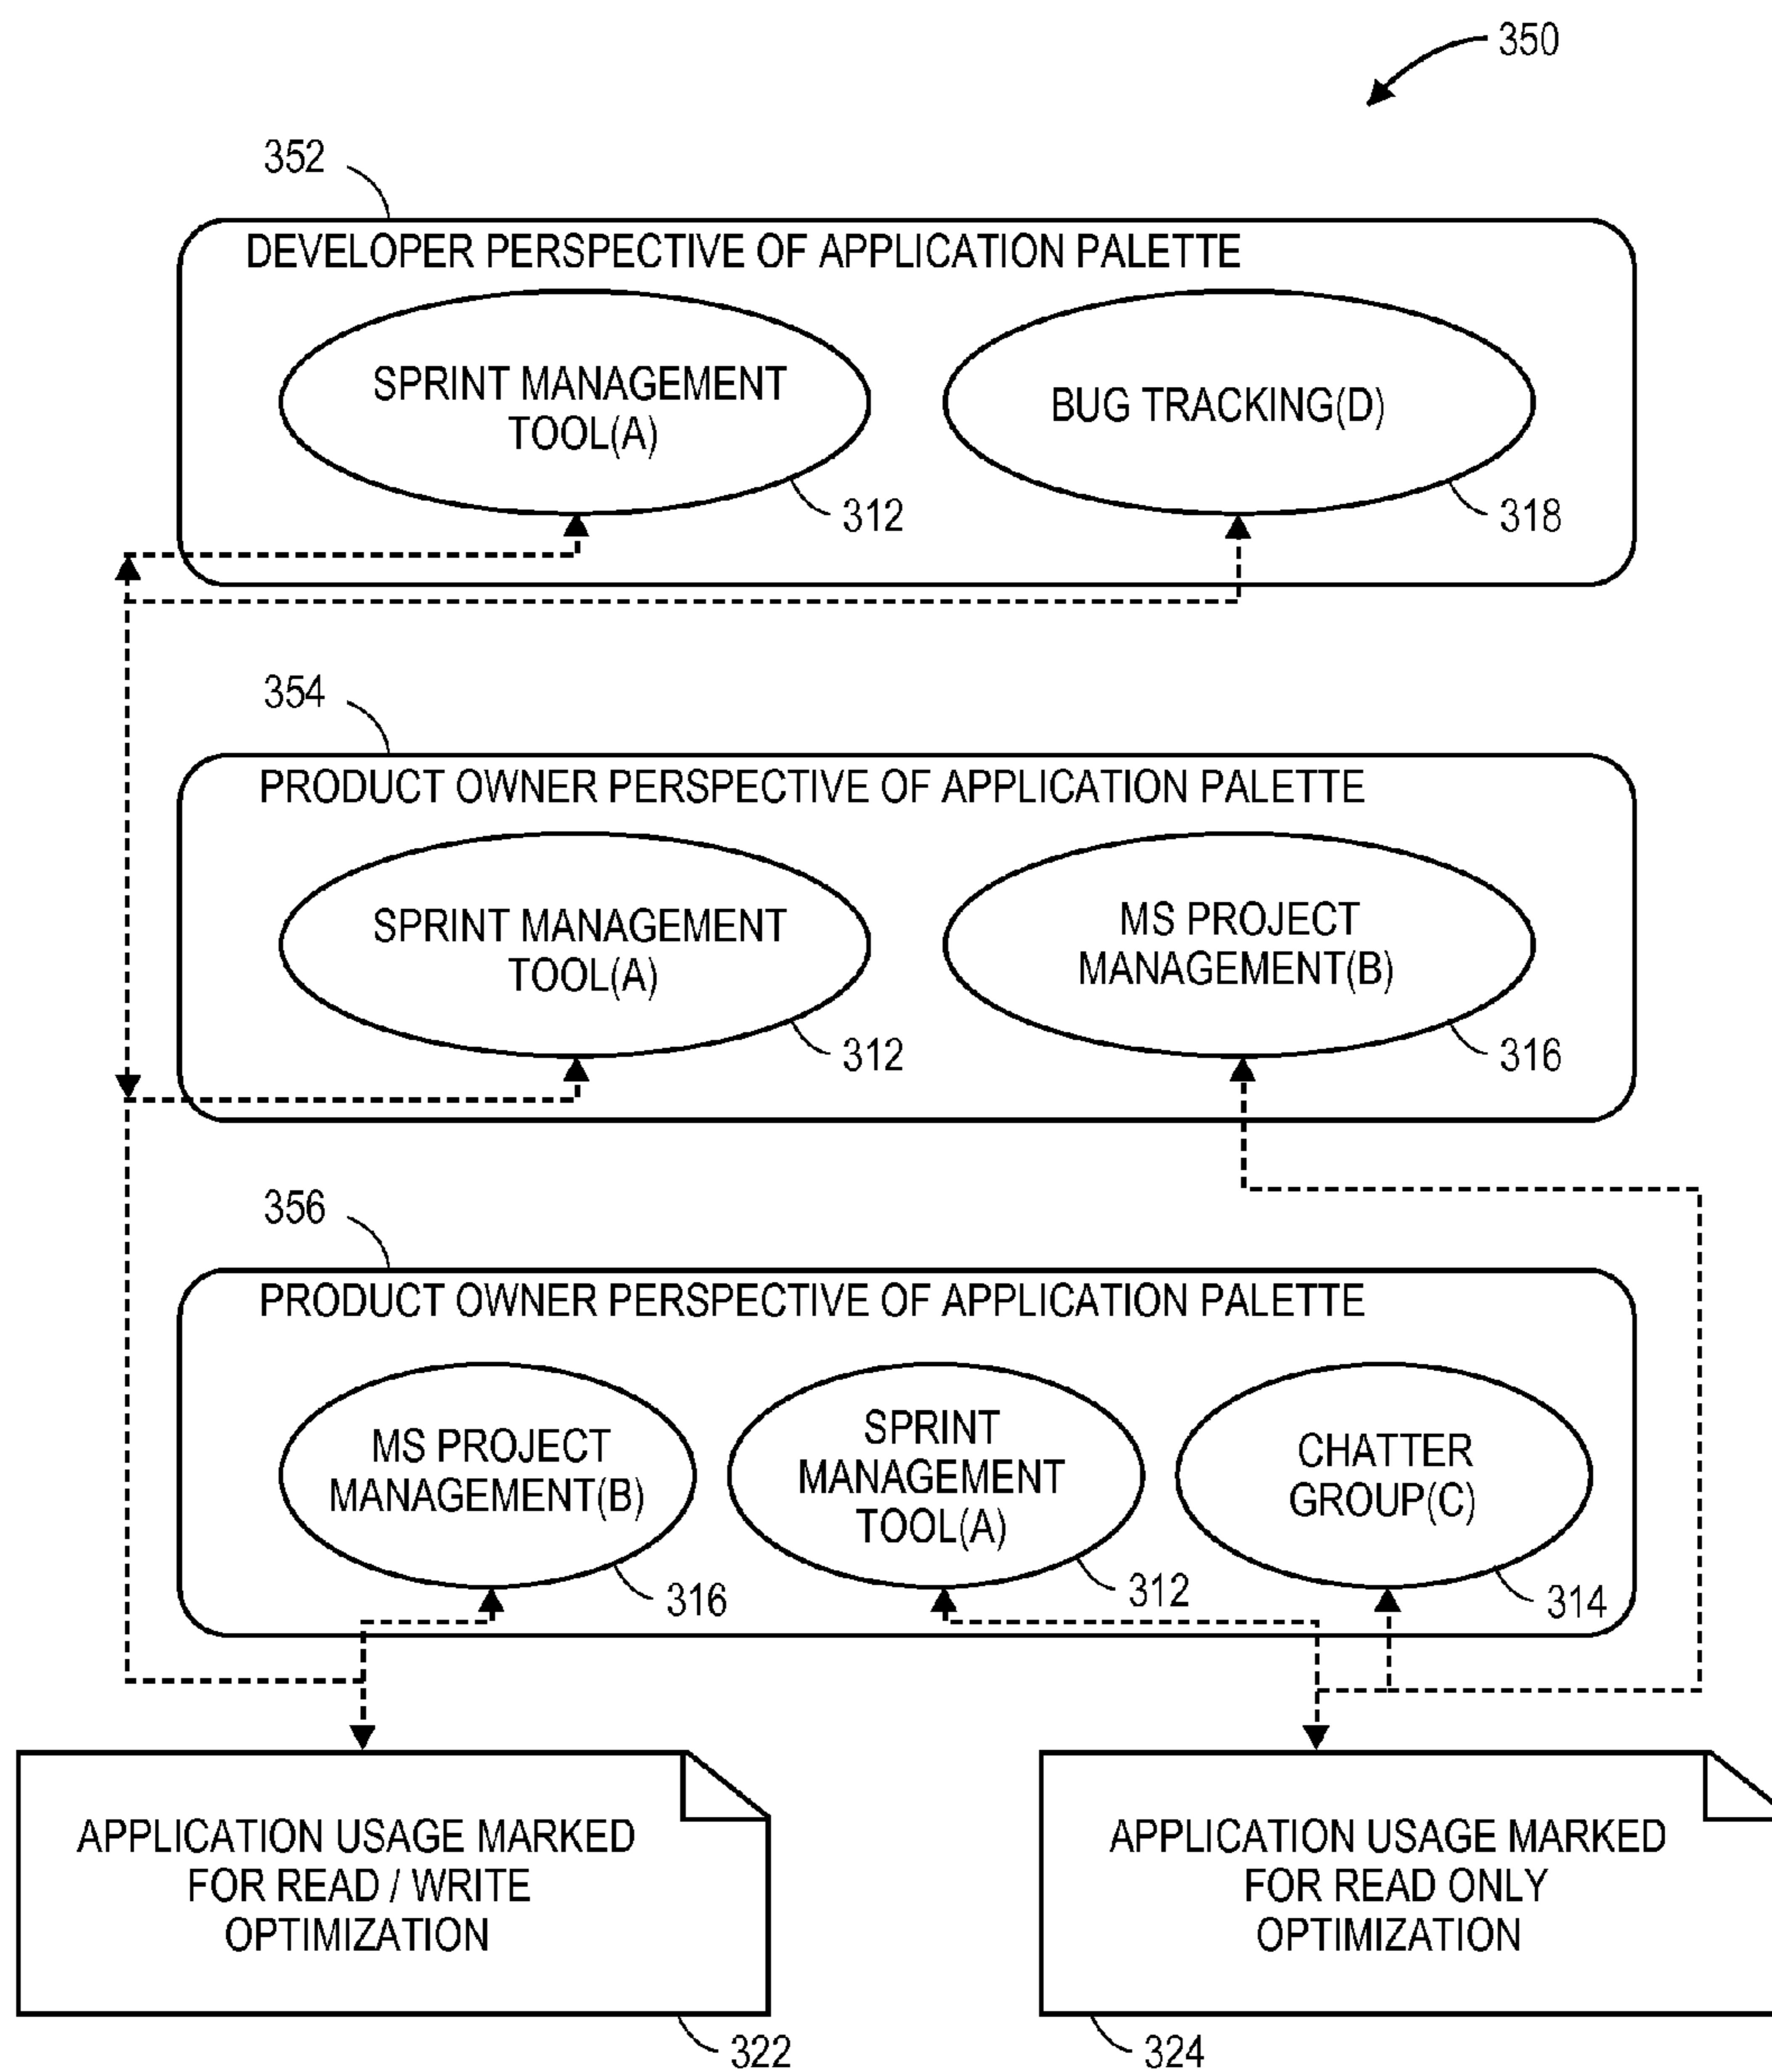 350
352
DEVELOPER PERSPECTIVE OF APPLICATION PALETTE
SPRINT MANAGEMENT
TOOL(A)
312
BUG TRACKING(D)
318
354
PRODUCT OWNER PERSPECTIVE OF APPLICATION PALETTE
SPRINT MANAGEMENT
TOOL(A)
312
MS PROJECT
MANAGEMENT(B)
316
356
PRODUCT OWNER PERSPECTIVE OF APPLICATION PALETTE
MS PROJECT
MANAGEMENT(B)
316
SPRINT
MANAGEMENT
TOOL(A)
312
CHATTER
GROUP(C)
314
APPLICATION USAGE MARKED
FOR READ / WRITE
OPTIMIZATION
322
APPLICATION USAGE MARKED
FOR READ ONLY
OPTIMIZATION
324